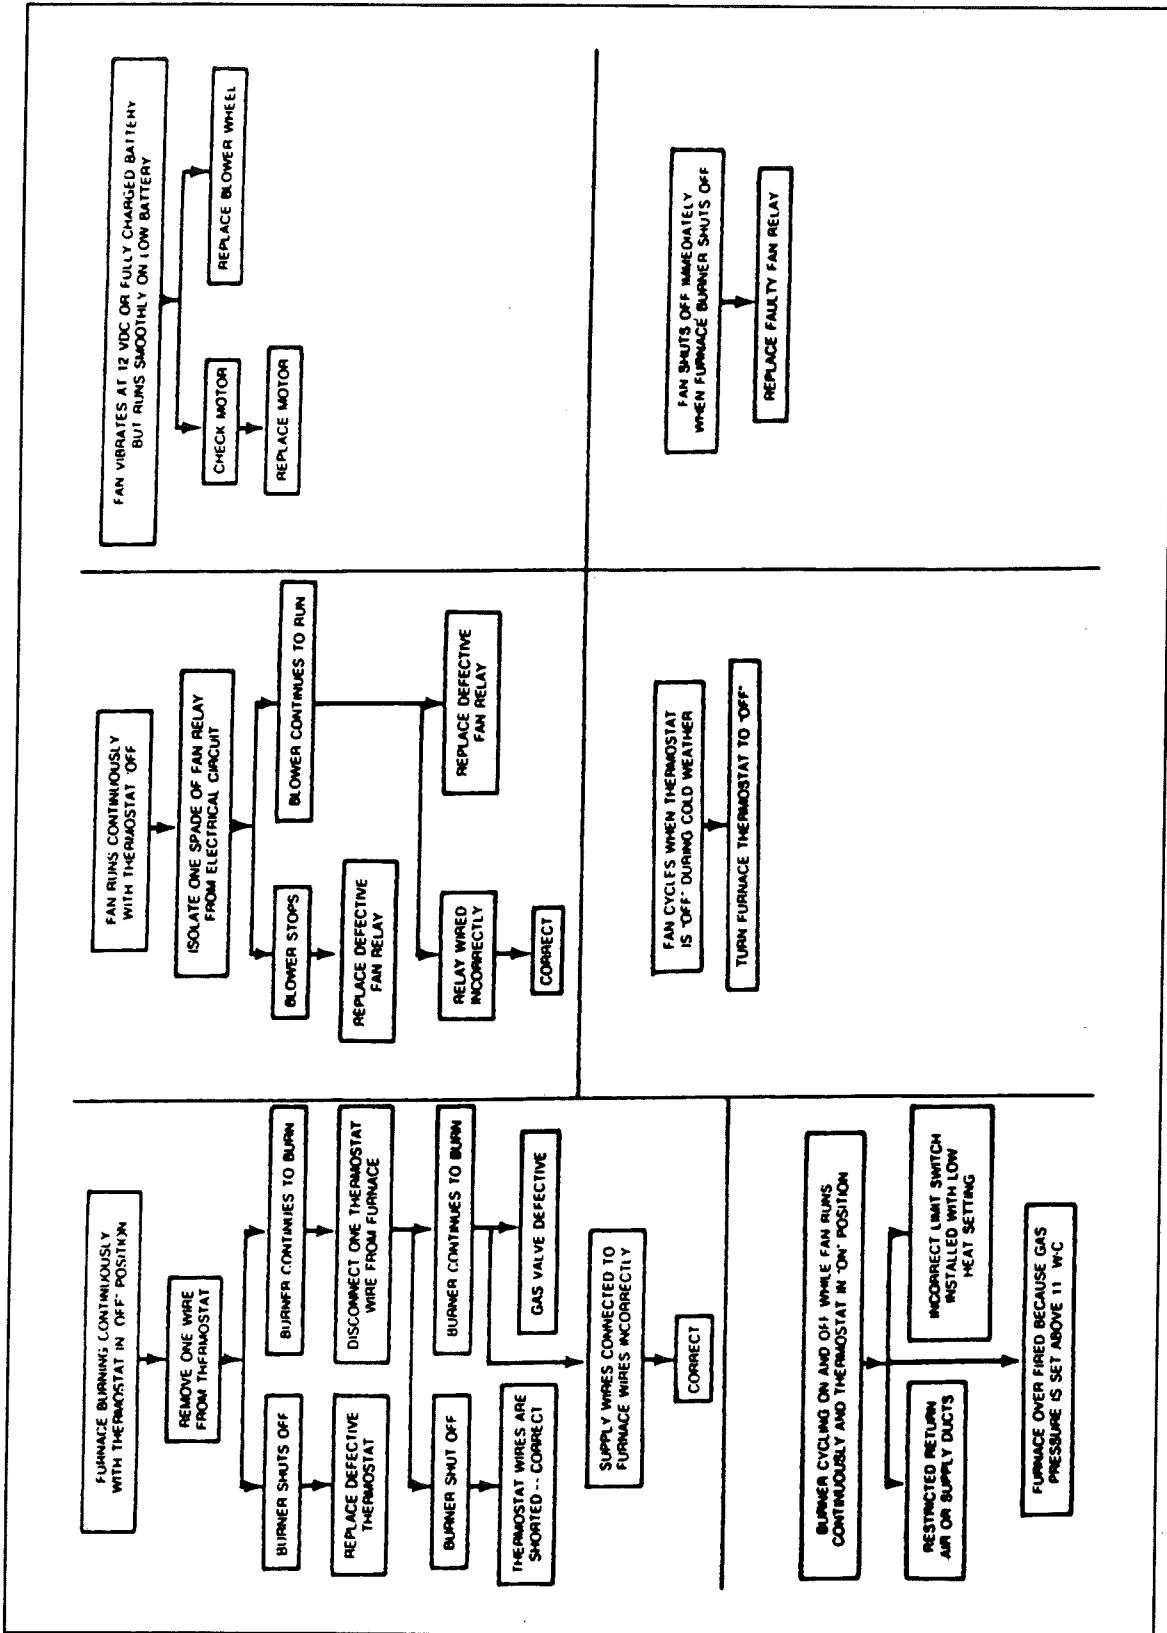 FURNACE BURNING CONTINUOUSLY
WITH THERMOSTAT IN "OFF" POSITION
REMOVE ONE WIRE
FROM THERMOSTAT
BURNER SHUTS OFF
REPLACE DEFECTIVE
THERMOSTAT
BURNER CONTINUES TO BURN
DISCONNECT ONE THERMOSTAT
WIRE FROM FURNACE
BURNER SHUT OFF
THERMOSTAT WIRES ARE
SHORTED -- CORRECT
BURNER CONTINUES TO BURN
GAS VALVE DEFECTIVE
SUPPLY WIRES CONNECTED TO
FURNACE WIRES INCORRECTLY
CORRECT
FAN RUNS CONTINUOUSLY
WITH THERMOSTAT "OFF
ISOLATE ONE SPADE OF FAN RELAY
FROM ELECTRICAL CIRCUIT
BLOWER STOPS
REPLACE DEFECTIVE
FAN RELAY
BLOWER CONTINUES TO RUN
RELAY WIRED
INCORRECTLY
CORRECT
REPLACE DEFECTIVE
FAN RELAY
FAN VIBRATES AT 12 VDC OR FULLY CHARGED BATTERY
BUT RUNS SMOOTHLY ON LOW BATTERY
CHECK MOTOR
REPLACE MOTOR
REPLACE BLOWER WHEEL
BURNER CYCLING ON AND OFF WHILE FAN RUNS
CONTINUOUSLY AND THERMOSTAT IN "ON" POSITION
RESTRICTED RETURN
AIR OR SUPPLY DUCTS
INCORRECT LIMIT SWITCH
INSTALLED WITH LOW
HEAT SETTING
FURNACE OVER FIRED BECAUSE GAS
PRESSURE IS SET ABOVE 11 W·C
FAN CYCLES WHEN THERMOSTAT
IS "OFF" DURING COLD WEATHER
TURN FURNACE THERMOSTAT TO "OFF"
FAN SHUTS OFF IMMEDIATELY
WHEN FURNACE BURNER SHUTS OFF
REPLACE FAULTY FAN RELAY